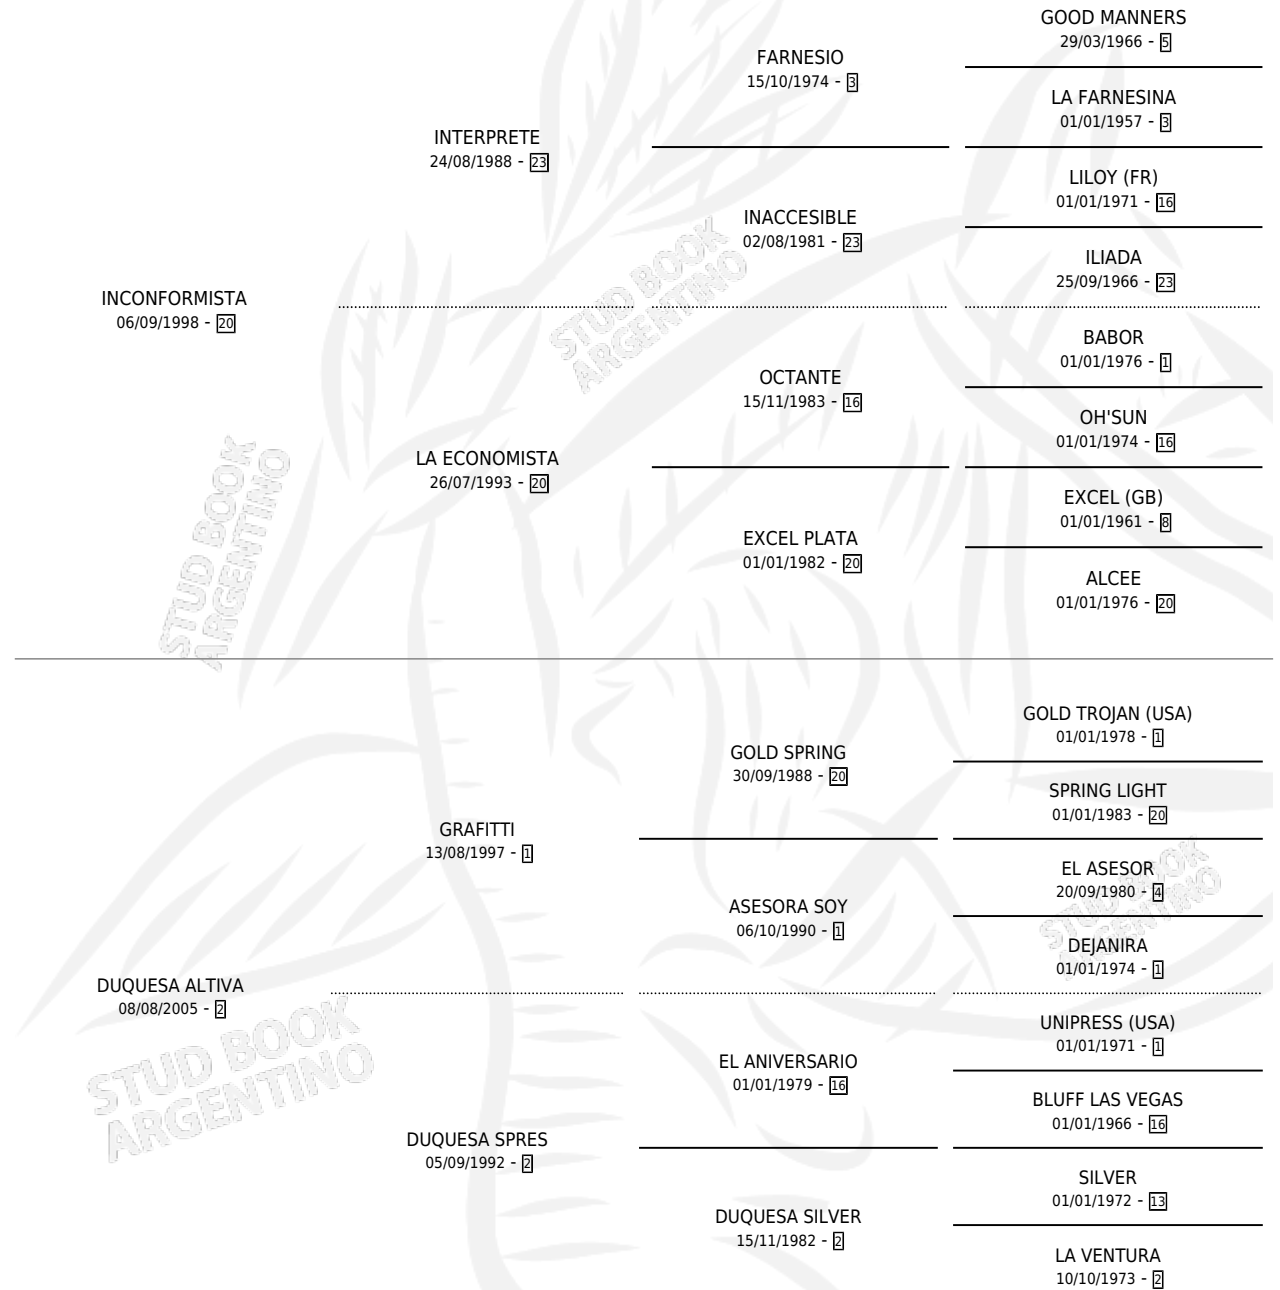 GOOD MANNERS
29/03/1966 - 5
FARNESIO
15/10/1974 - 3
LA FARNESINA
01/01/1957 - 3
INTERPRETE
24/08/1988 - 23
LILOY (FR)
01/01/1971 - 16
INACCESIBLE
02/08/1981 - 23
ILIADA
25/09/1966 - 23
INCONFORMISTA
06/09/1998 - 20
BABOR
01/01/1976 - 1
OCTANTE
15/11/1983 - 16
OH'SUN
01/01/1974 - 16
LA ECONOMISTA
26/07/1993 - 20
EXCEL (GB)
01/01/1961 - 8
EXCEL PLATA
01/01/1982 - 20
ALCEE
01/01/1976 - 20
GOLD TROJAN (USA)
01/01/1978 - 1
GOLD SPRING
30/09/1988 - 20
SPRING LIGHT
01/01/1983 - 20
GRAFITTI
13/08/1997 - 1
EL ASESOR
20/09/1980 - 4
ASESORA SOY
06/10/1990 - 1
DEJANIRA
01/01/1974 - 1
DUQUESA ALTIVA
08/08/2005 - 2
UNIPRESS (USA)
01/01/1971 - 1
EL ANIVERSARIO
01/01/1979 - 16
BLUFF LAS VEGAS
01/01/1966 - 16
DUQUESA SPRES
05/09/1992 - 2
SILVER
01/01/1972 - 13
DUQUESA SILVER
15/11/1982 - 2
LA VENTURA
10/10/1973 - 2
STUD BOOK
ARGENTINO
STUD BOOK
ARGENTINO
STUD BOOK
ARGENTINO
STUD BOOK
ARGENTINO